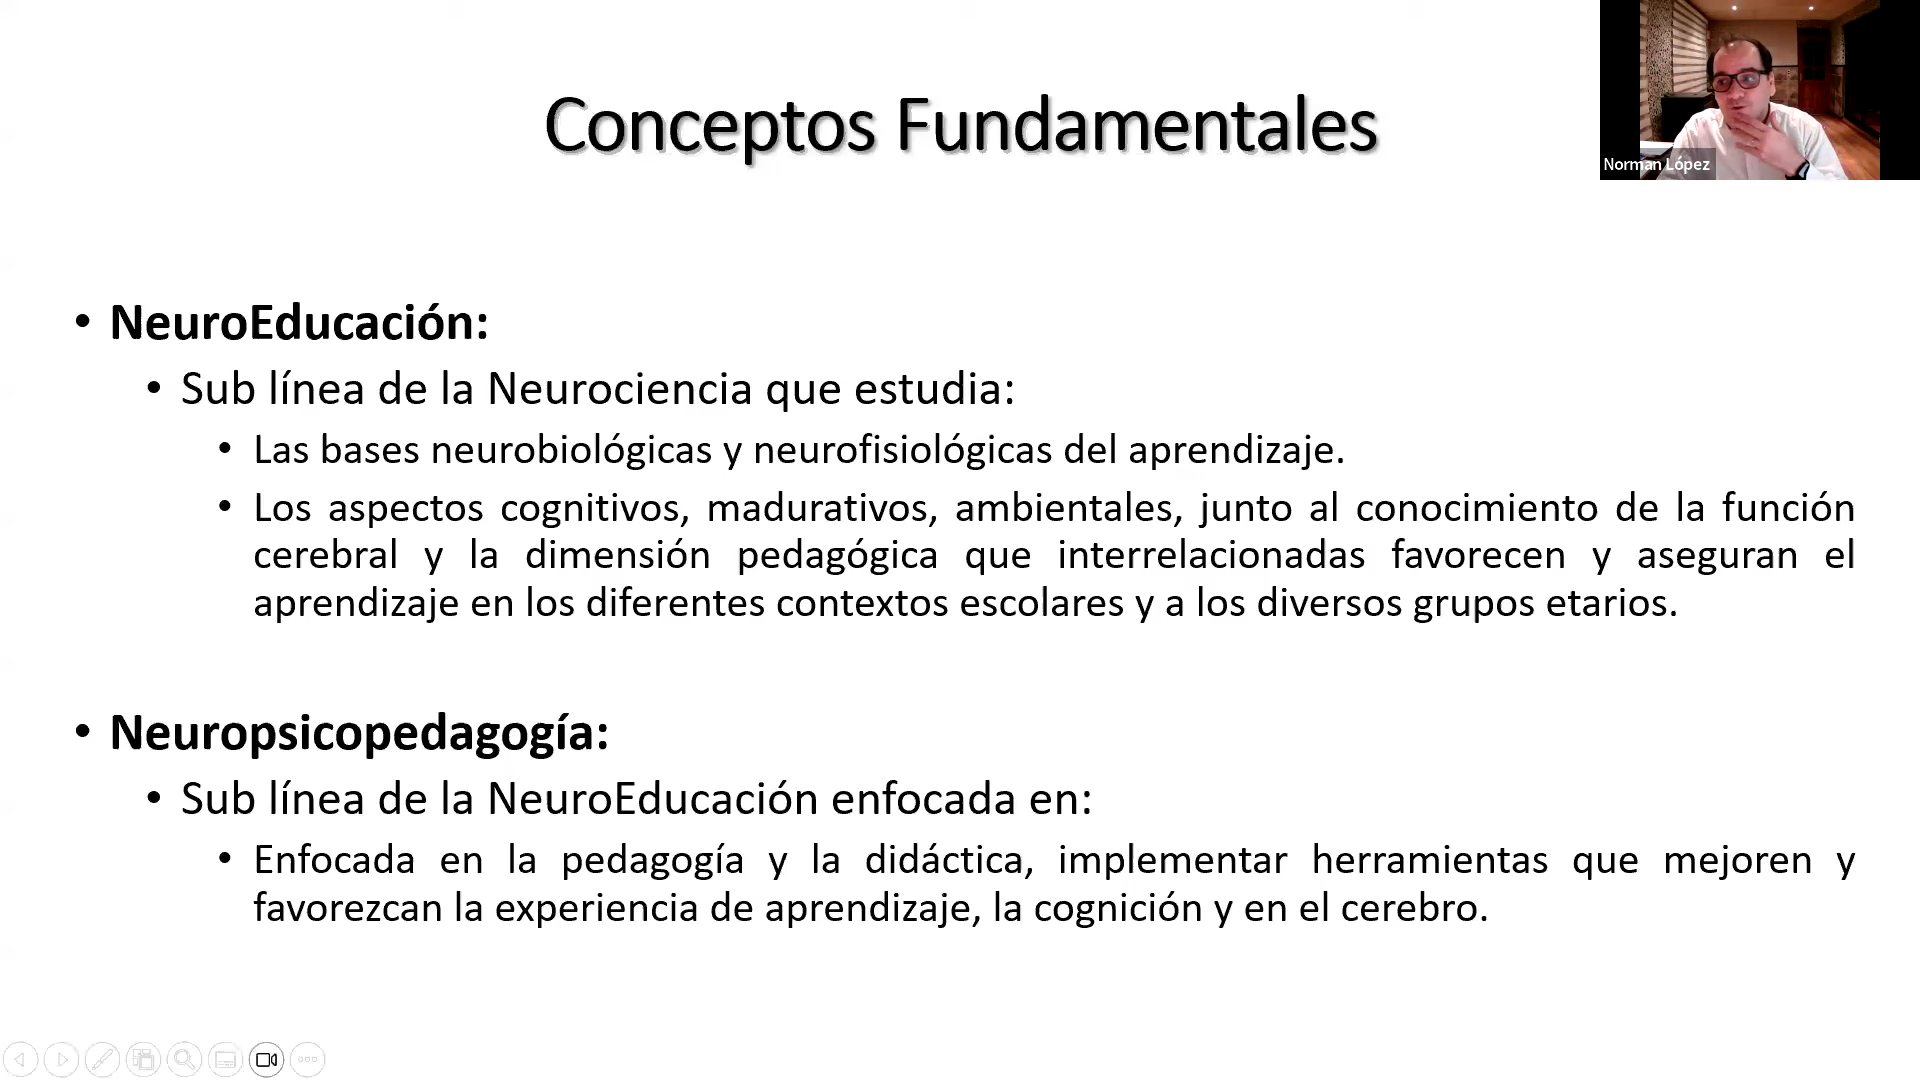 Conceptos Fundamentales
Norman López
• NeuroEducación:
• Sub línea de la Neurociencia que estudia:
• Las bases neurobiológicas y neurofisiológicas del aprendizaje.
• Los aspectos cognitivos, madurativos, ambientales, junto al conocimiento de la función
cerebral y la dimensión pedagógica que interrelacionadas favorecen y aseguran el
aprendizaje en los diferentes contextos escolares y a los diversos grupos etarios.
• Neuropsicopedagogía:
• Sub línea de la NeuroEducación enfocada en:
• Enfocada en la pedagogía y la didáctica, implementar herramientas que mejoren y
favorezcan la experiencia de aprendizaje, la cognición y en el cerebro.